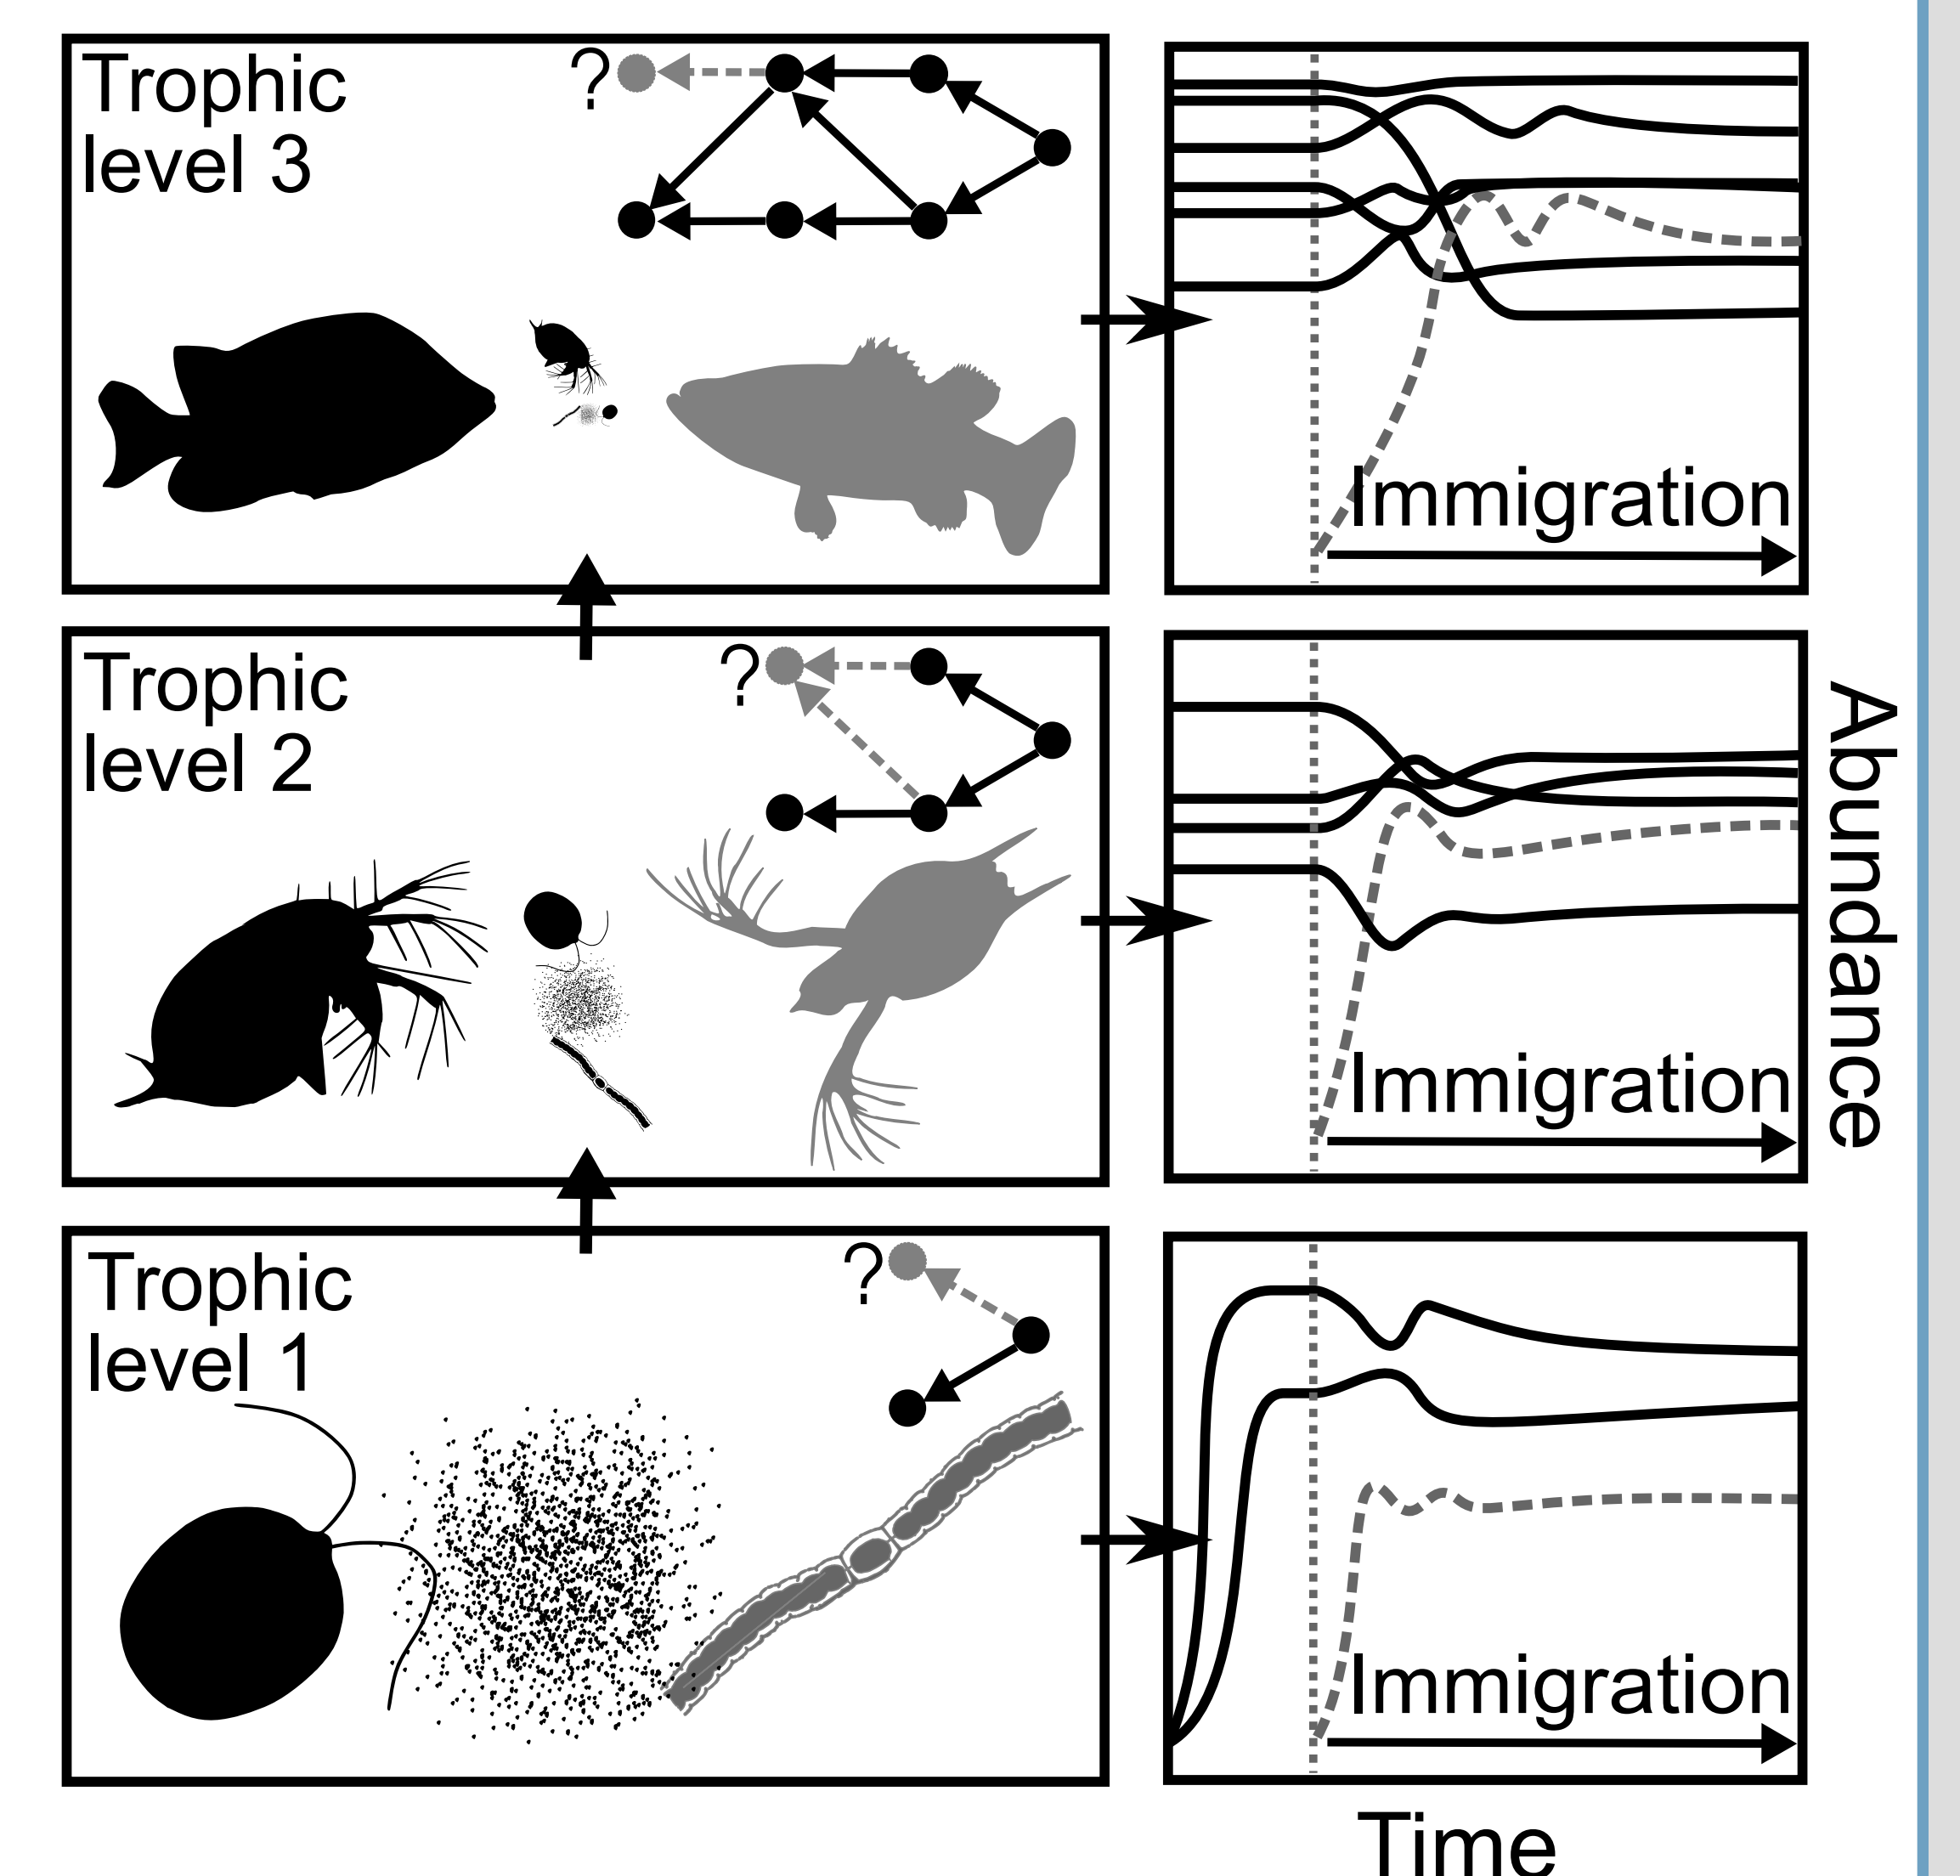 Trophic
level 3
?
Immigration
Trophic
level 2
?
Immigration
Abundance
Trophic
level 1
?
Immigration
Time